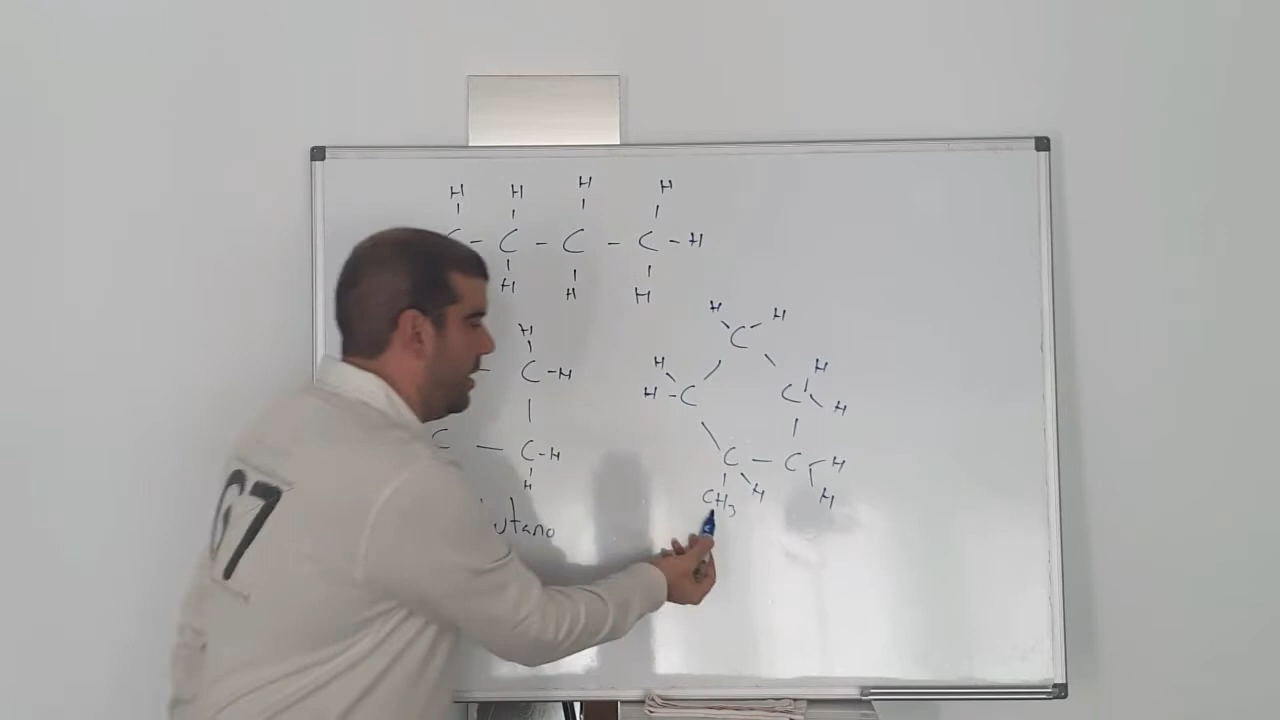 H H H H
C - C - C - C - H
H H H
H
C - H
C - C - H
H
utano
H H
C
H H
H - C C H
C - C H
CH3 H H
67